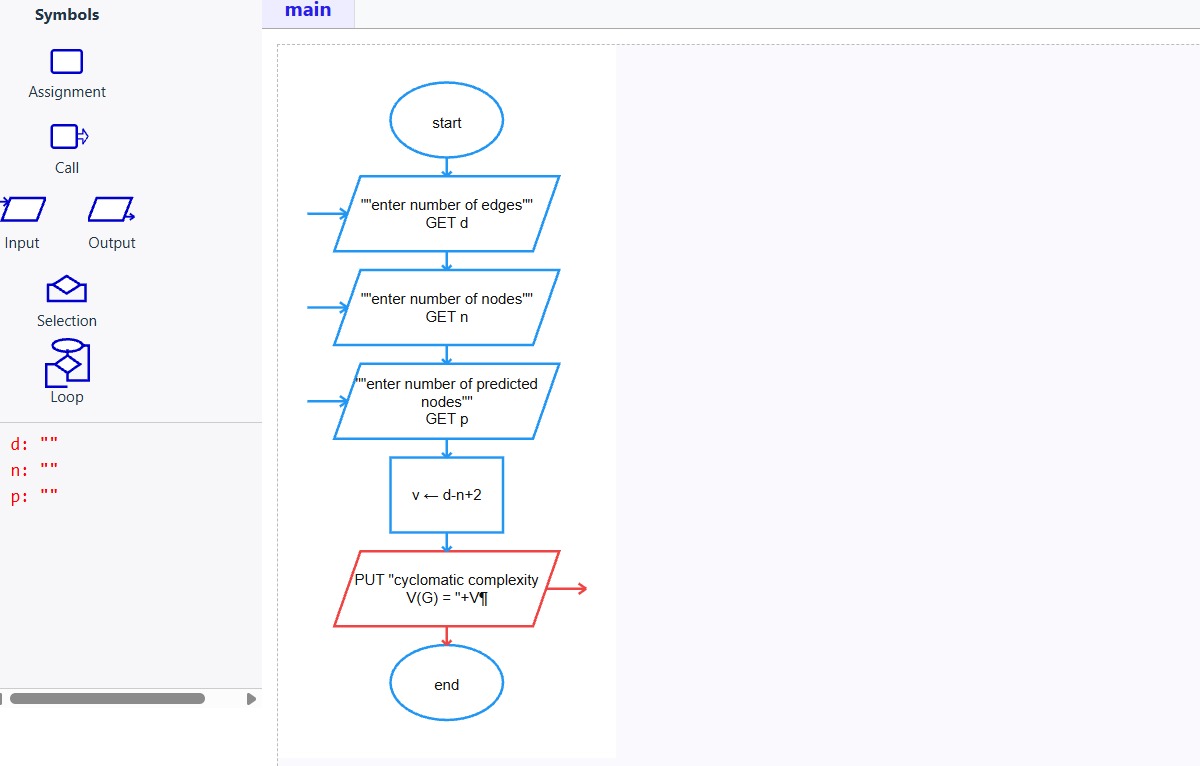 Symbols
Assignment
Call
Input
Output
Selection
Loop
d: ""
n: ""
p: ""
main
start
""enter number of edges""
GET d
""enter number of nodes""
GET n
""enter number of predicted
nodes""
GET p
v ← d-n+2
PUT "cyclomatic complexity
V(G) = "+V¶
end